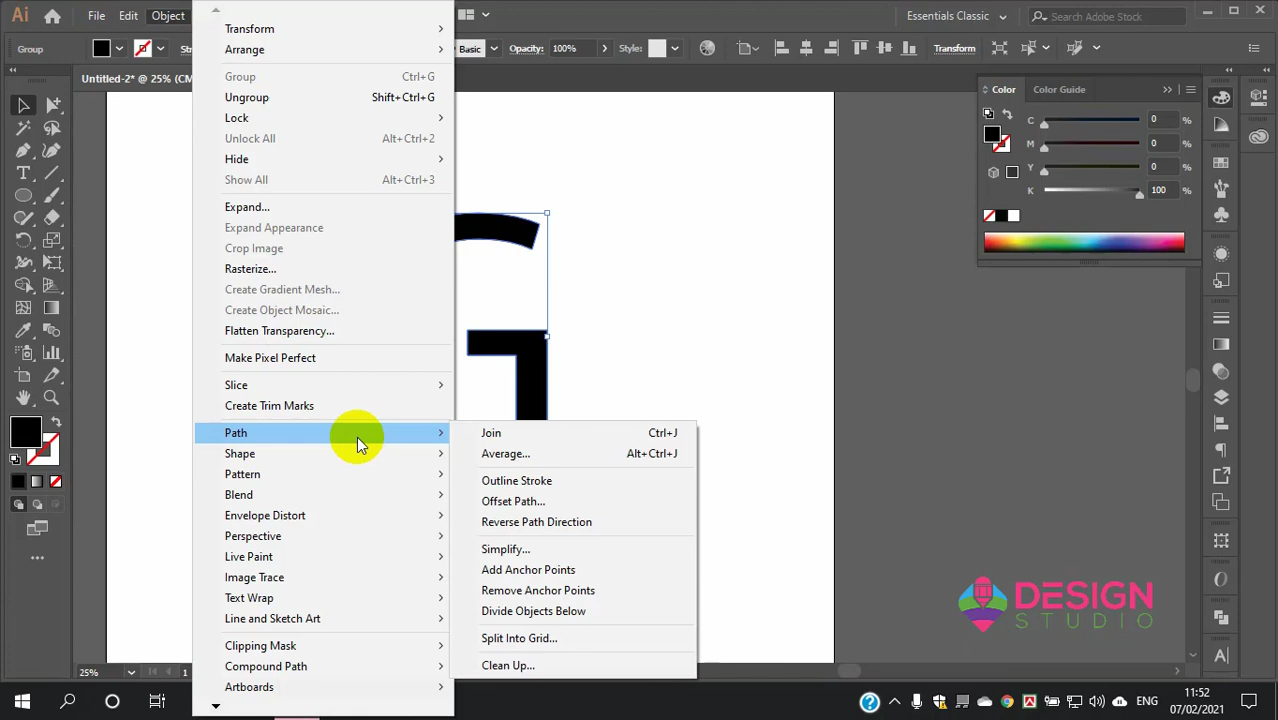 Ai File Edit Object Essentials Classic Search Adobe Stock
Group Basic Opacity: 100% Style: Transform
Untitled-2* @ 25% (CM
Transform
Arrange
Group Ctrl+G
Ungroup Shift+Ctrl+G
Lock
Unlock All Alt+Ctrl+2
Hide
Show All Alt+Ctrl+3
Expand...
Expand Appearance
Crop Image
Rasterize...
Create Gradient Mesh...
Create Object Mosaic...
Flatten Transparency...
Make Pixel Perfect
Slice
Create Trim Marks
Path
Shape
Pattern
Blend
Envelope Distort
Perspective
Live Paint
Image Trace
Text Wrap
Line and Sketch Art
Clipping Mask
Compound Path
Artboards
Join Ctrl+J
Average... Alt+Ctrl+J
Outline Stroke
Offset Path...
Reverse Path Direction
Simplify...
Add Anchor Points
Remove Anchor Points
Divide Objects Below
Split Into Grid...
Clean Up...
Color Color Guide
C 0 %
M 0 %
Y 0 %
K 100 %
DESIGN
STUDIO
25% 1
ENG 11:52
07/02/2021